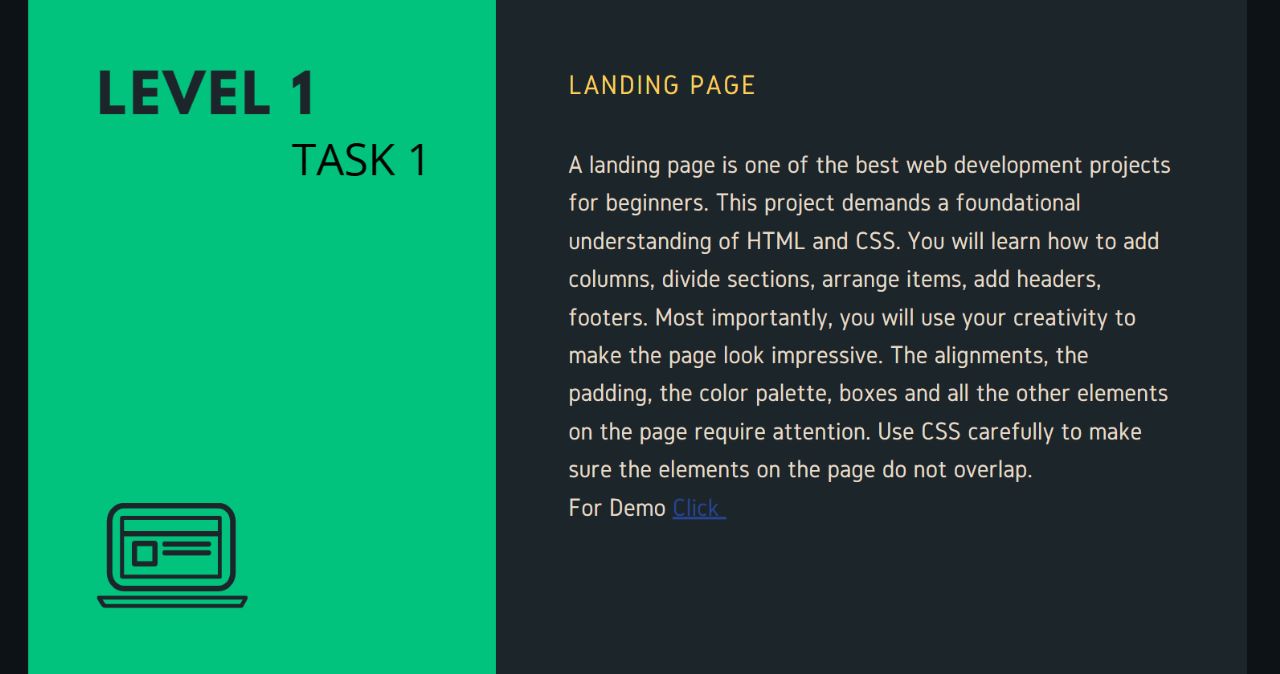 LEVEL 1
TASK 1
LANDING PAGE
A landing page is one of the best web development projects
for beginners. This project demands a foundational
understanding of HTML and CSS. You will learn how to add
columns, divide sections, arrange items, add headers,
footers. Most importantly, you will use your creativity to
make the page look impressive. The alignments, the
padding, the color palette, boxes and all the other elements
on the page require attention. Use CSS carefully to make
sure the elements on the page do not overlap.
For Demo Click